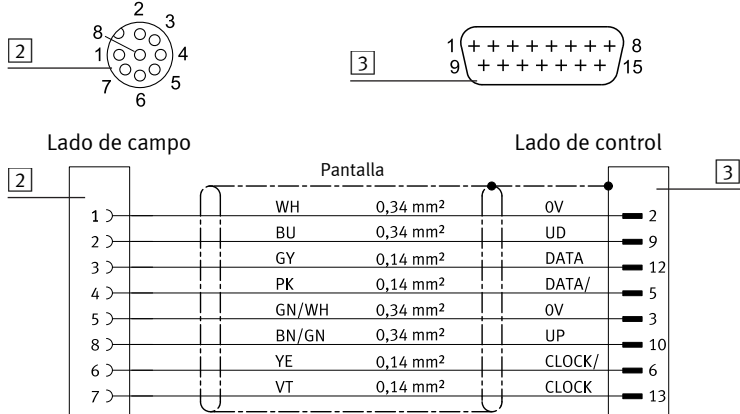 2
8 3
2 1 4 3 1 8
7 5 9 15
6
Lado de campo Lado de control
2 Pantalla 3
1 WH 0,34 mm² 0V 2
2 BU 0,34 mm² UD 9
3 GY 0,14 mm² DATA 12
4 PK 0,14 mm² DATA/ 5
5 GN/WH 0,34 mm² 0V 3
8 BN/GN 0,34 mm² UP 10
6 YE 0,14 mm² CLOCK/ 6
7 VT 0,14 mm² CLOCK 13